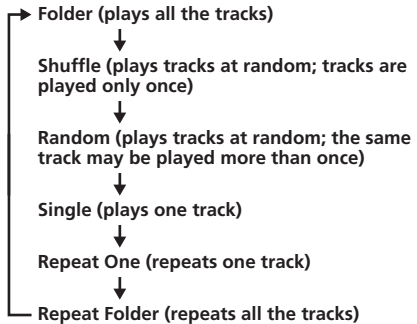 Folder (plays all the tracks)
Shuffle (plays tracks at random; tracks are
played only once)
Random (plays tracks at random; the same
track may be played more than once)
Single (plays one track)
Repeat One (repeats one track)
Repeat Folder (repeats all the tracks)